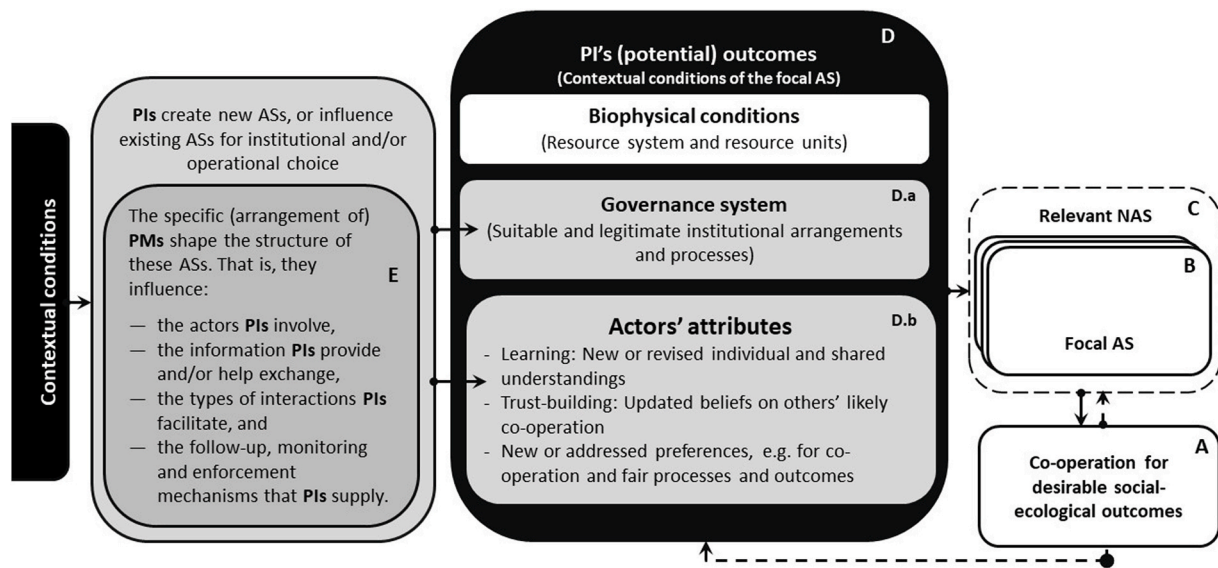 Contextual conditions
PIs create new ASs, or influence
existing ASs for institutional and/or
operational choice
The specific (arrangement of)
PMs shape the structure of
these ASs. That is, they
influence:
E
— the actors PIs involve,
— the information PIs provide
and/or help exchange,
— the types of interactions PIs
facilitate, and
— the follow-up, monitoring
and enforcement
mechanisms that PIs supply.
D
PI’s (potential) outcomes
(Contextual conditions of the focal AS)
Biophysical conditions
(Resource system and resource units)
D.a
Governance system
(Suitable and legitimate institutional arrangements
and processes)
D.b
Actors’ attributes
- Learning: New or revised individual and shared
understandings
- Trust-building: Updated beliefs on others’ likely
co-operation
- New or addressed preferences, e.g. for co-
operation and fair processes and outcomes
C
Relevant NAS
B
Focal AS
A
Co-operation for
desirable social-
ecological outcomes